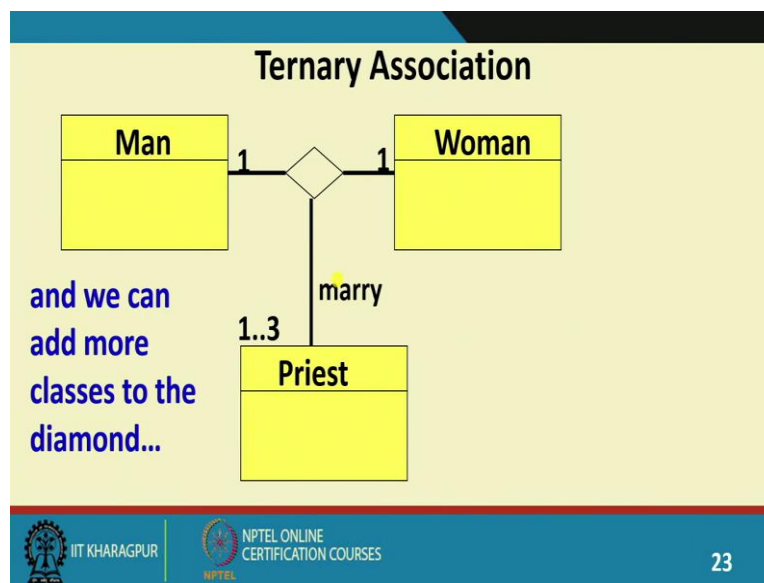 Ternary Association
Man
1
1
Woman
marry
and we can
add more
classes to the
diamond...
1..3
Priest
IIT KHARAGPUR
NPTEL
NPTEL ONLINE
CERTIFICATION COURSES
23